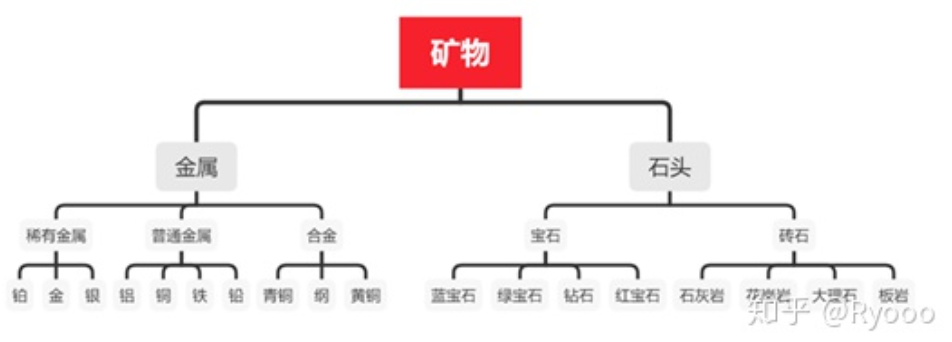 矿物
金属 石头
稀有金属 普通金属 合金 宝石 砖石
铂 金 银 铝 铜 铁 铅 青铜 纲 黄铜 蓝宝石 绿宝石 钻石 红宝石 石灰岩 花岗岩 大理石 板岩
知乎 @Ryooo